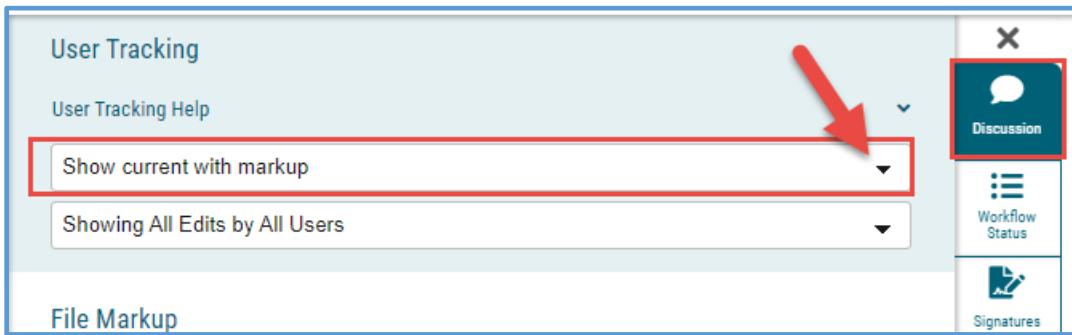 User Tracking
User Tracking Help
Show current with markup
Showing All Edits by All Users
File Markup
Discussion
Workflow
Status
Signatures